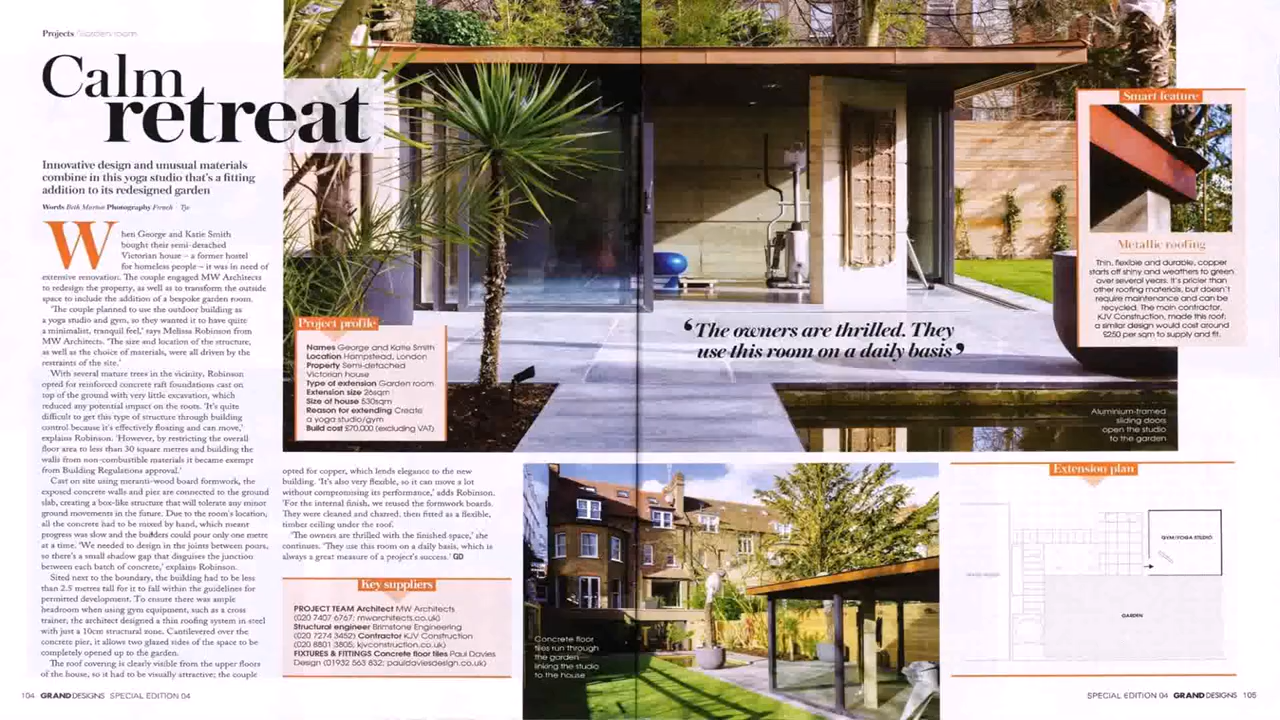 Projects Garden room
Calm
retreat
Innovative design and unusual materials
combine in this yoga studio that's a fitting
addition to its redesigned garden
Words Beth Murton Photography French + Tye
When George and Katie Smith
bought their semi-detached
Victorian house – a former hostel
for homeless people – it was in need of
extensive renovation. The couple engaged MW Architects
to redesign the property, as well as to transform the outside
space to include the addition of a bespoke garden room.
'The couple planned to use the outdoor building as
a yoga studio and gym, so they wanted it to have quite
a minimalist, tranquil feel,' says Melissa Robinson from
MW Architects. 'The size and location of the structure,
as well as the choice of materials, were all driven by the
restraints of the site.'
With several mature trees in the vicinity, Robinson
opted for reinforced concrete raft foundations cast on
top of the ground with very little excavation, which
reduced any potential impact on the roots. 'It's quite
difficult to get this type of structure through building
control because it's effectively floating and can move,'
explains Robinson. 'However, by restricting the overall
floor area to less than 30 square metres and building the
walls from non-combustible materials it became exempt
from Building Regulations approval.'
Cast on site using meranti-wood board formwork, the
exposed concrete walls and pier are connected to the ground
slab, creating a box-like structure that will tolerate any minor
ground movements in the future. Due to the room's location,
all the concrete had to be mixed by hand, which meant
progress was slow and the builders could pour only one metre
at a time. 'We needed to design in the joints between pours,
so there's a small shadow gap that disguises the junction
between each batch of concrete,' explains Robinson.
Sited next to the boundary, the building had to be less
than 2.5 metres tall for it to fall within the guidelines for
permitted development. To ensure there was ample
headroom when using gym equipment, such as a cross
trainer, the architect designed a thin roofing system in steel
with just a 10cm structural zone. Cantilevered over the
concrete pier, it allows two glazed sides of the space to be
completely opened up to the garden.
The roof covering is clearly visible from the upper floors
of the house, so it had to be visually attractive; the couple
opted for copper, which lends elegance to the new
building. 'It's also very flexible, so it can move a lot
without compromising its performance,' adds Robinson.
'For the internal finish, we reused the formwork boards.
They were cleaned and charred, then fitted as a flexible,
timber ceiling under the roof.
'The owners are thrilled with the finished space,' she
continues. 'They use this room on a daily basis, which is
always a great measure of a project's success.' GD
Key suppliers
PROJECT TEAM Architect MW Architects
(020 7407 6767; mwarchitects.co.uk)
Structural engineer Brimstone Engineering
(020 7274 3452) Contractor KJV Construction
(020 8801 3805; kjvconstruction.co.uk)
FIXTURES & FITTINGS Concrete floor tiles Paul Davies
Design (01932 563 632; pauldaviesdesign.co.uk)
Project profile
Names George and Katie Smith
Location Hampstead, London
Property Semi-detached
Victorian house
Type of extension Garden room
Extension size 26sqm
Size of house 530sqm
Reason for extending Create
a yoga studio/gym
Build cost £70,000 (excluding VAT)
'The owners are thrilled. They
use this room on a daily basis'
Smart feature
Metallic roofing
Thin, flexible and durable, copper
starts off shiny and weathers to green
over several years. It's pricier than
other roofing materials, but doesn't
require maintenance and can be
recycled. The main contractor,
KJV Construction, made this roof;
a similar design would cost around
£250 per sqm to supply and fit.
Aluminium-framed
sliding doors
open the studio
to the garden
Concrete floor
tiles run through
the garden
linking the studio
to the house
Extension plan
GYM/YOGA STUDIO
GARDEN
104 GRAND DESIGNS SPECIAL EDITION 04
SPECIAL EDITION 04 GRAND DESIGNS 105